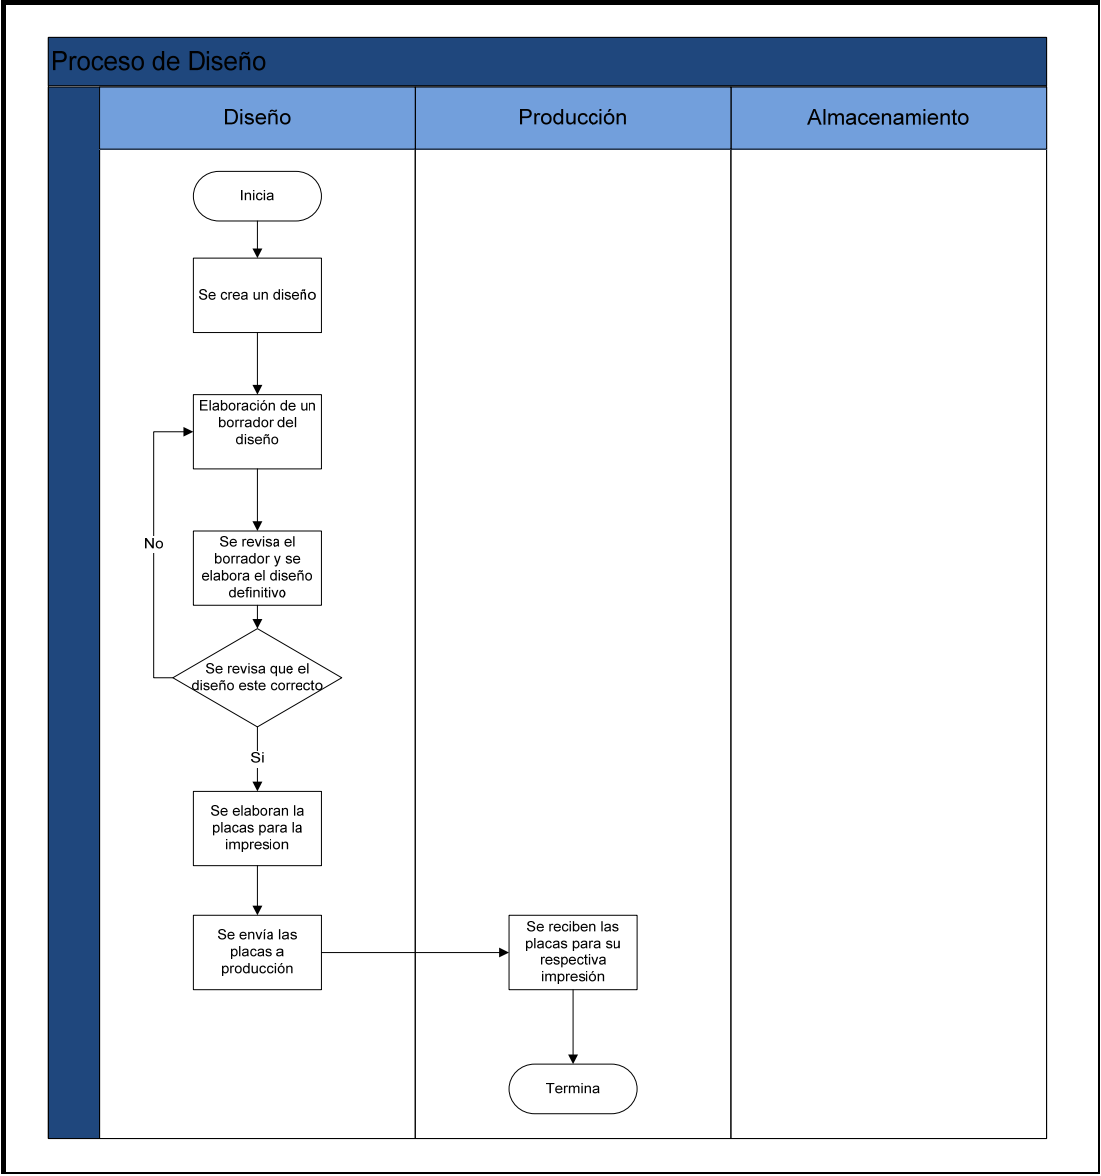 Proceso de Diseño
Diseño
Producción
Almacenamiento
Inicia
Se crea un diseño
Elaboración de un
borrador del
diseño
No
Se revisa el
borrador y se
elabora el diseño
definitivo
Se revisa que el
diseño este correcto
Si
Se elaboran la
placas para la
impresion
Se envía las
placas a
producción
Se reciben las
placas para su
respectiva
impresión
Termina